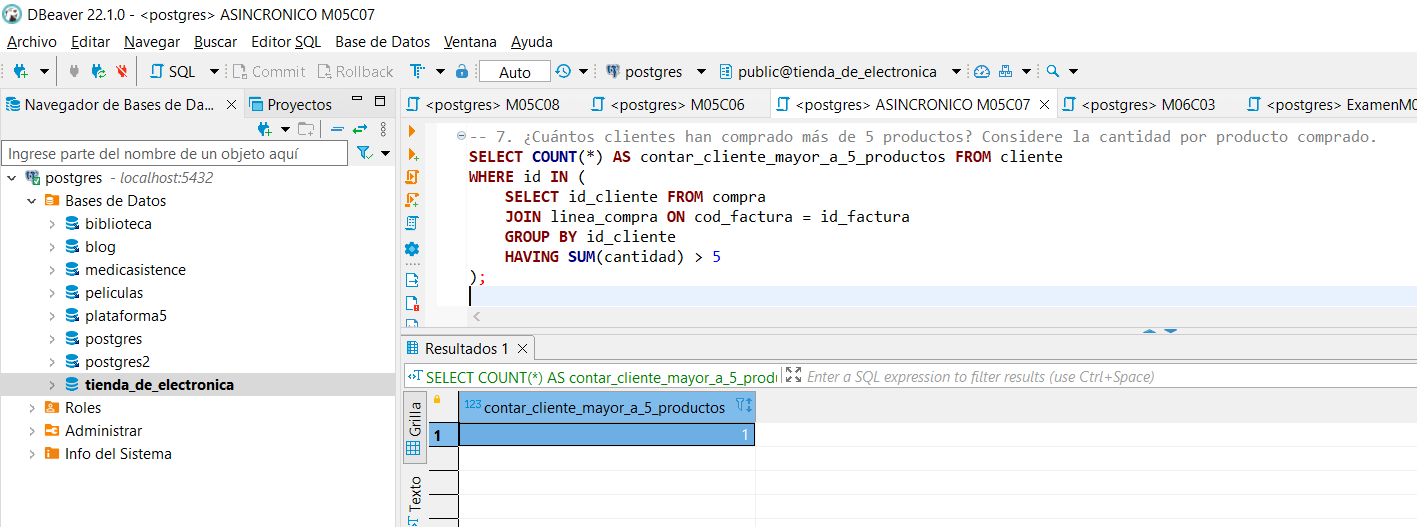 DBeaver 22.1.0 - <postgres> ASINCRONICO M05C07
Archivo Editar Navegar Buscar Editor SQL Base de Datos Ventana Ayuda
SQL Commit Rollback Auto postgres public@tienda_de_electronica
Navegador de Bases de Da... Proyectos
<postgres> M05C08 <postgres> M05C06 <postgres> ASINCRONICO M05C07 <postgres> M06C03 <postgres> ExamenM0
Ingrese parte del nombre de un objeto aquí
postgres - localhost:5432
Bases de Datos
biblioteca
blog
medicasistence
peliculas
plataforma5
postgres
postgres2
tienda_de_electronica
Roles
Administrar
Info del Sistema
-- 7. ¿Cuántos clientes han comprado más de 5 productos? Considere la cantidad por producto comprado.
SELECT COUNT(*) AS contar_cliente_mayor_a_5_productos FROM cliente
WHERE id IN (
SELECT id_cliente FROM compra
JOIN linea_compra ON cod_factura = id_factura
GROUP BY id_cliente
HAVING SUM(cantidad) > 5
);
Resultados 1
SELECT COUNT(*) AS contar_cliente_mayor_a_5_prod Enter a SQL expression to filter results (use Ctrl+Space)
Grilla
Texto
123 contar_cliente_mayor_a_5_productos
1 1